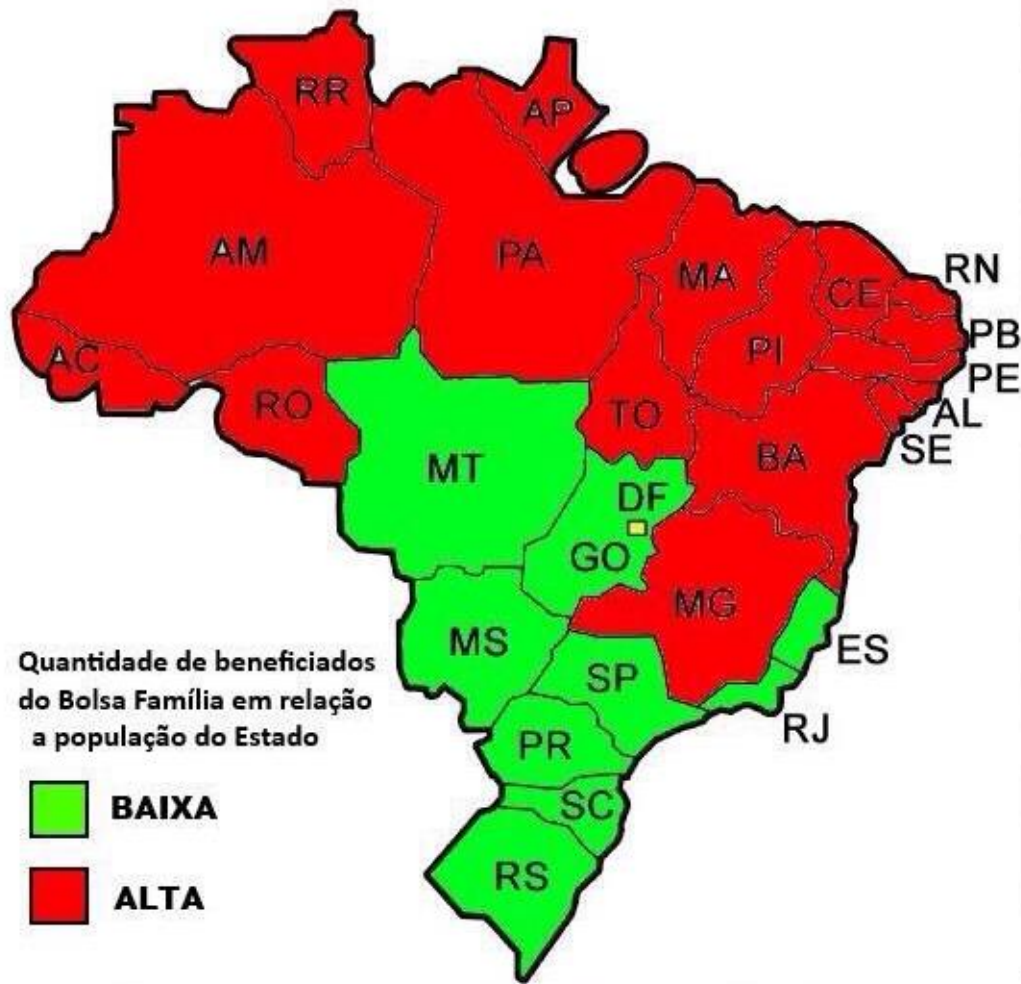 RR
AP
AM
PA
MA
CE
RN
PB
PI
PE
AC
RO
TO
AL
SE
BA
MT
DF
GO
MG
ES
MS
SP
RJ
PR
SC
RS
Quantidade de beneficiados
do Bolsa Família em relação
a população do Estado
BAIXA
ALTA